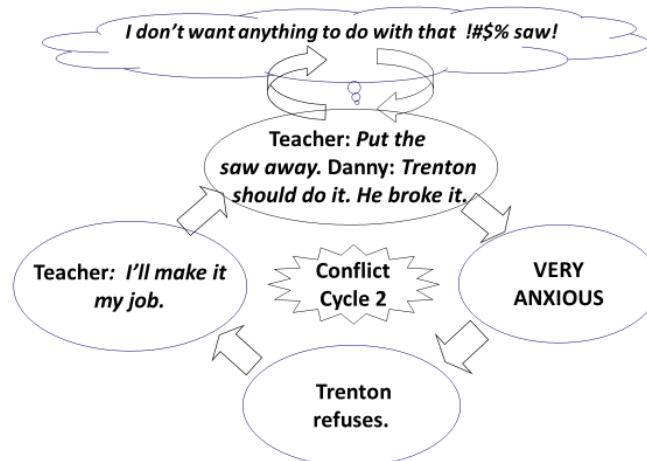 I don’t want anything to do with that !#$% saw!
Teacher: Put the
saw away. Danny: Trenton
should do it. He broke it.
Teacher: I’ll make it
my job.
Conflict
Cycle 2
VERY
ANXIOUS
Trenton
refuses.